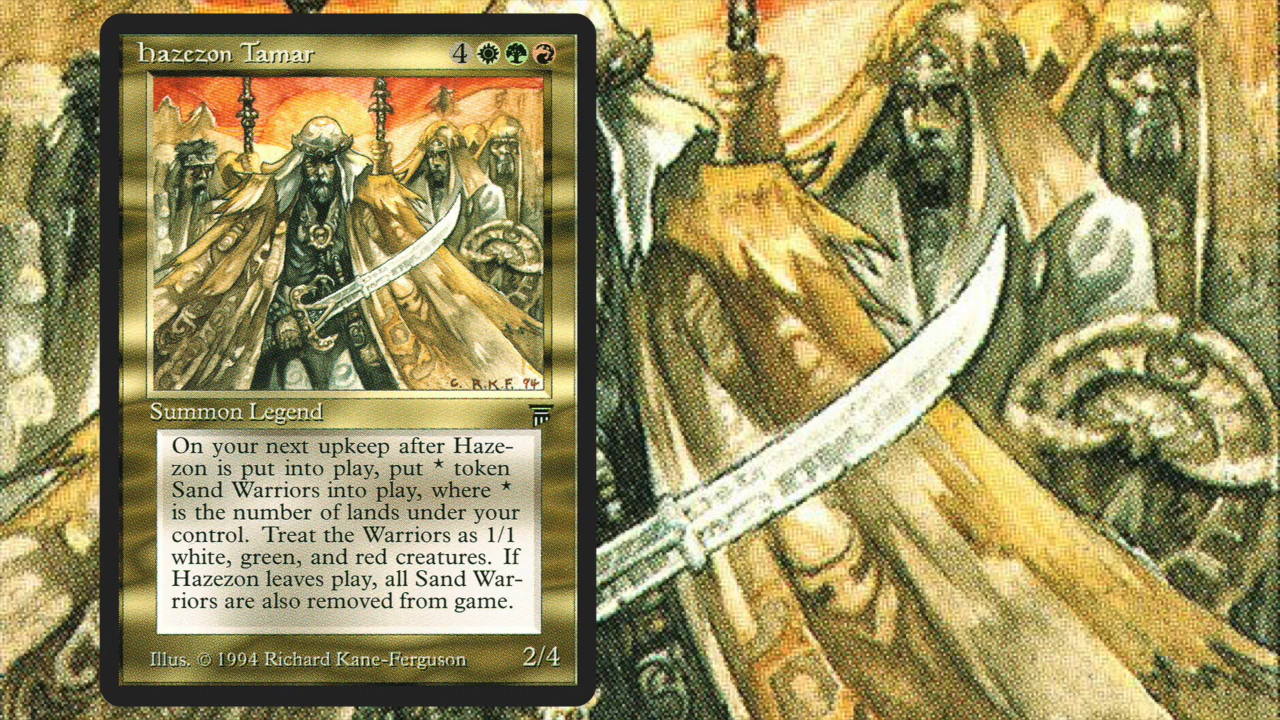 Hazezon Tamar 4
C. R.K.F. 94
Summon Legend
On your next upkeep after Haze-
zon is put into play, put * token
Sand Warriors into play, where *
is the number of lands under your
control. Treat the Warriors as 1/1
white, green, and red creatures. If
Hazezon leaves play, all Sand War-
riors are also removed from game.
Illus. © 1994 Richard Kane-Ferguson 2/4